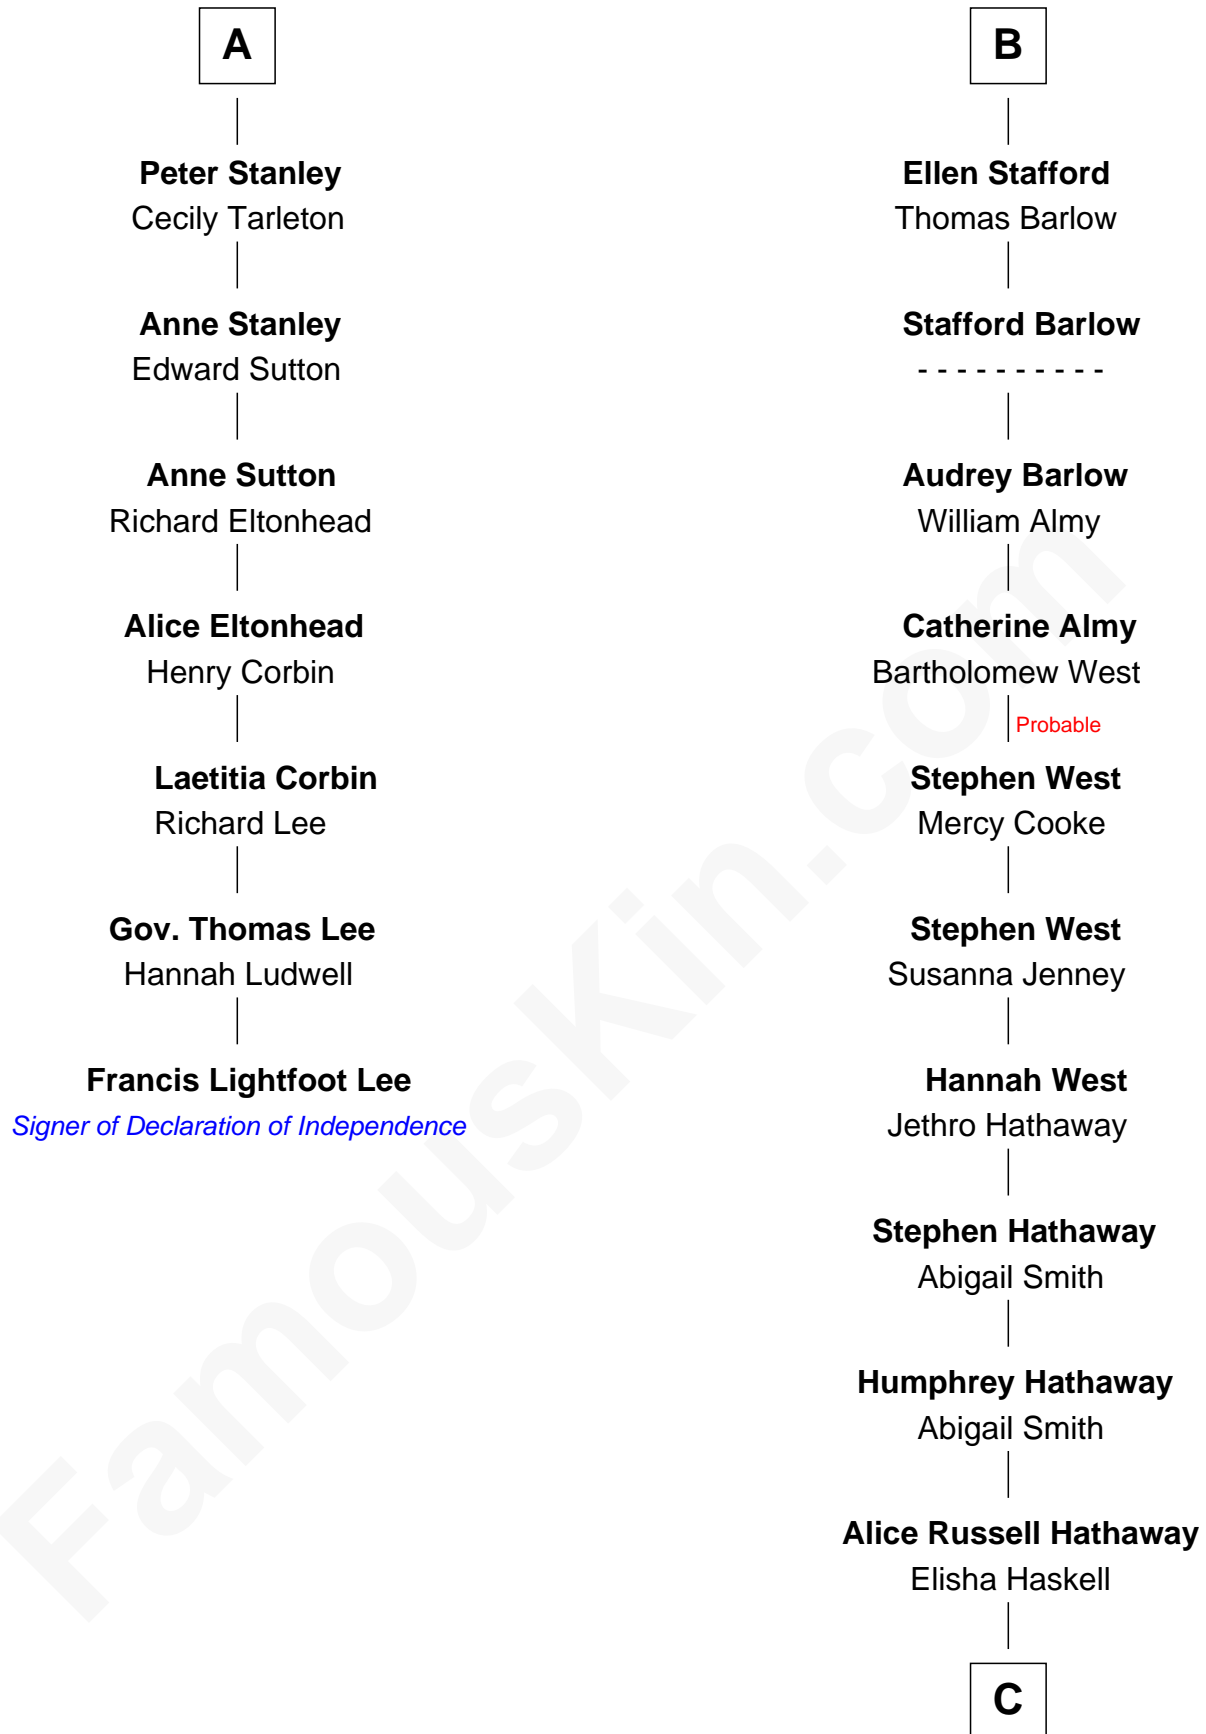 A
Peter Stanley
Cecily Tarleton
Anne Stanley
Edward Sutton
Anne Sutton
Richard Eltonhead
Alice Eltonhead
Henry Corbin
Laetitia Corbin
Richard Lee
Gov. Thomas Lee
Hannah Ludwell
Francis Lightfoot Lee
Signer of Declaration of Independence
B
Ellen Stafford
Thomas Barlow
Stafford Barlow
- - - - - - - - - -
Audrey Barlow
William Almy
Catherine Almy
Bartholomew West
Probable
Stephen West
Mercy Cooke
Stephen West
Susanna Jenney
Hannah West
Jethro Hathaway
Stephen Hathaway
Abigail Smith
Humphrey Hathaway
Abigail Smith
Alice Russell Hathaway
Elisha Haskell
C
FamousKin.com